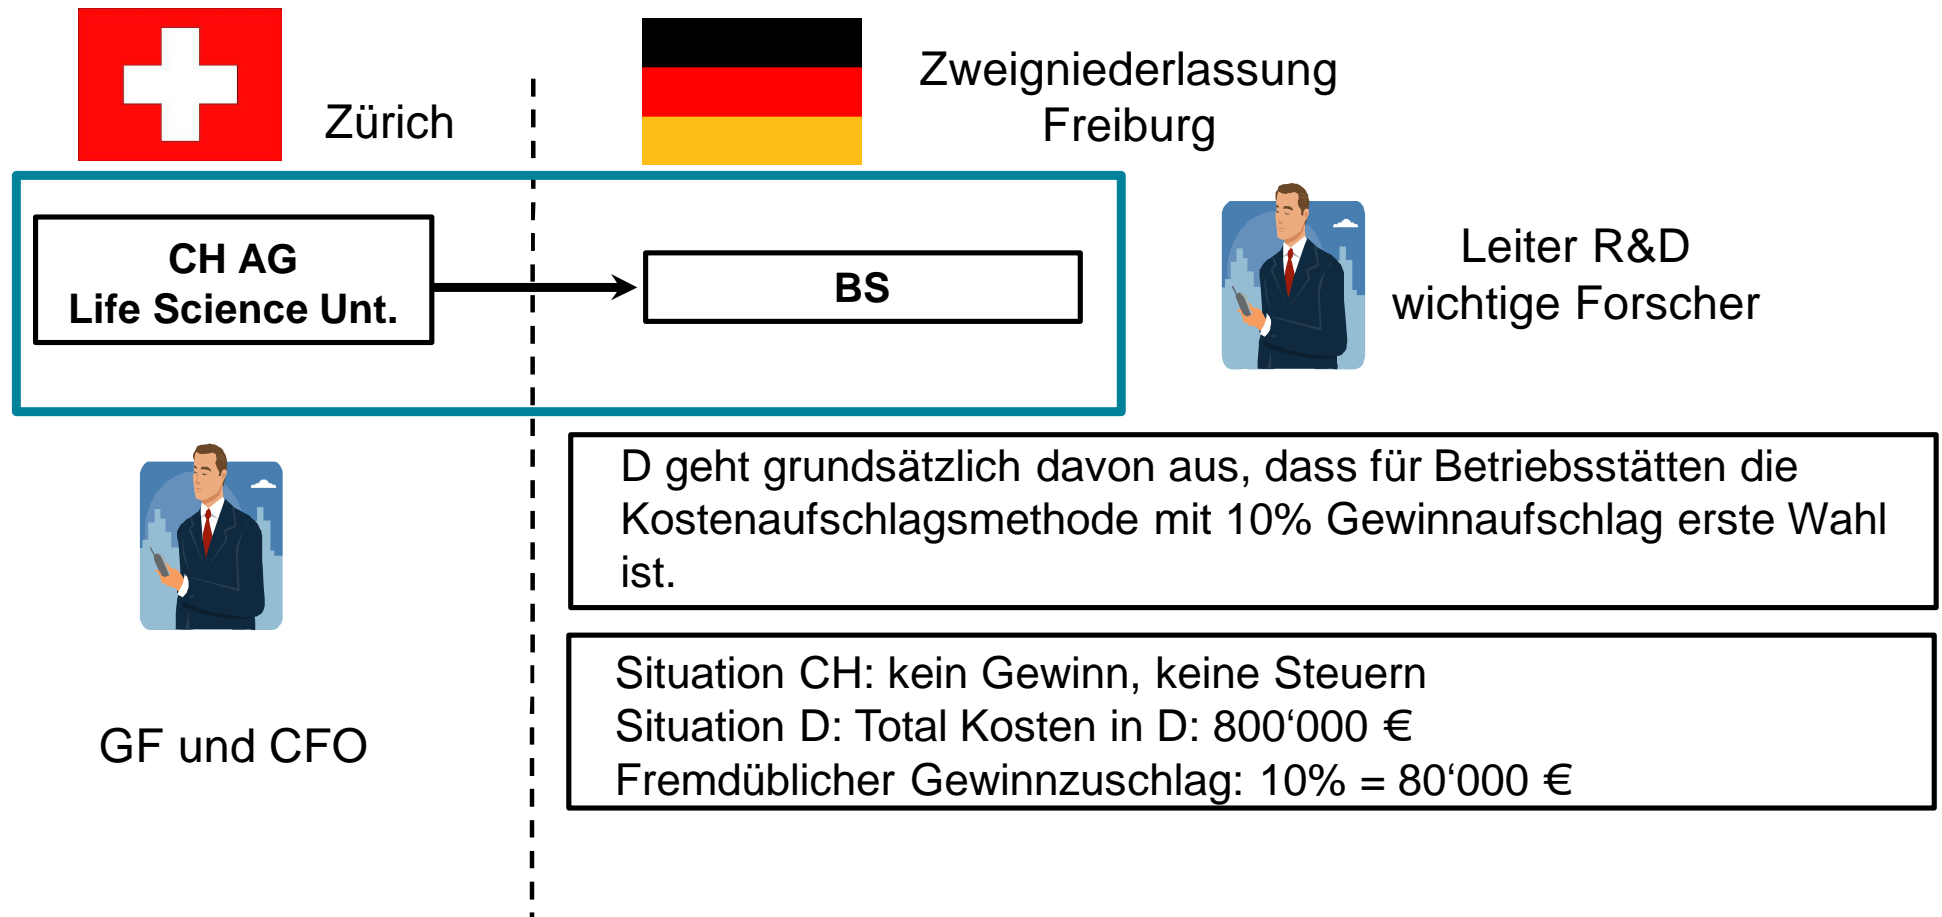 Zürich
Zweigniederlassung
Freiburg
CH AG
Life Science Unt.
BS
Leiter R&D
wichtige Forscher
D geht grundsätzlich davon aus, dass für Betriebsstätten die
Kostenaufschlagsmethode mit 10% Gewinnaufschlag erste Wahl
ist.
GF und CFO
Situation CH: kein Gewinn, keine Steuern
Situation D: Total Kosten in D: 800‘000 €
Fremdüblicher Gewinnzuschlag: 10% = 80‘000 €